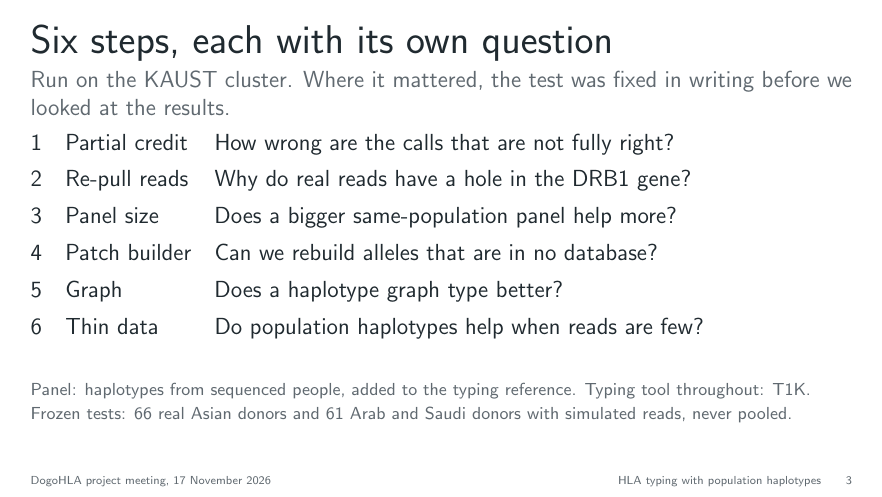 Six steps, each with its own question
Run on the KAUST cluster. Where it mattered, the test was fixed in writing before we
looked at the results.
1 Partial credit How wrong are the calls that are not fully right?
2 Re-pull reads Why do real reads have a hole in the DRB1 gene?
3 Panel size Does a bigger same-population panel help more?
4 Patch builder Can we rebuild alleles that are in no database?
5 Graph Does a haplotype graph type better?
6 Thin data Do population haplotypes help when reads are few?
Panel: haplotypes from sequenced people, added to the typing reference. Typing tool throughout: T1K.
Frozen tests: 66 real Asian donors and 61 Arab and Saudi donors with simulated reads, never pooled.
DogoHLA project meeting, 17 November 2026 HLA typing with population haplotypes 3